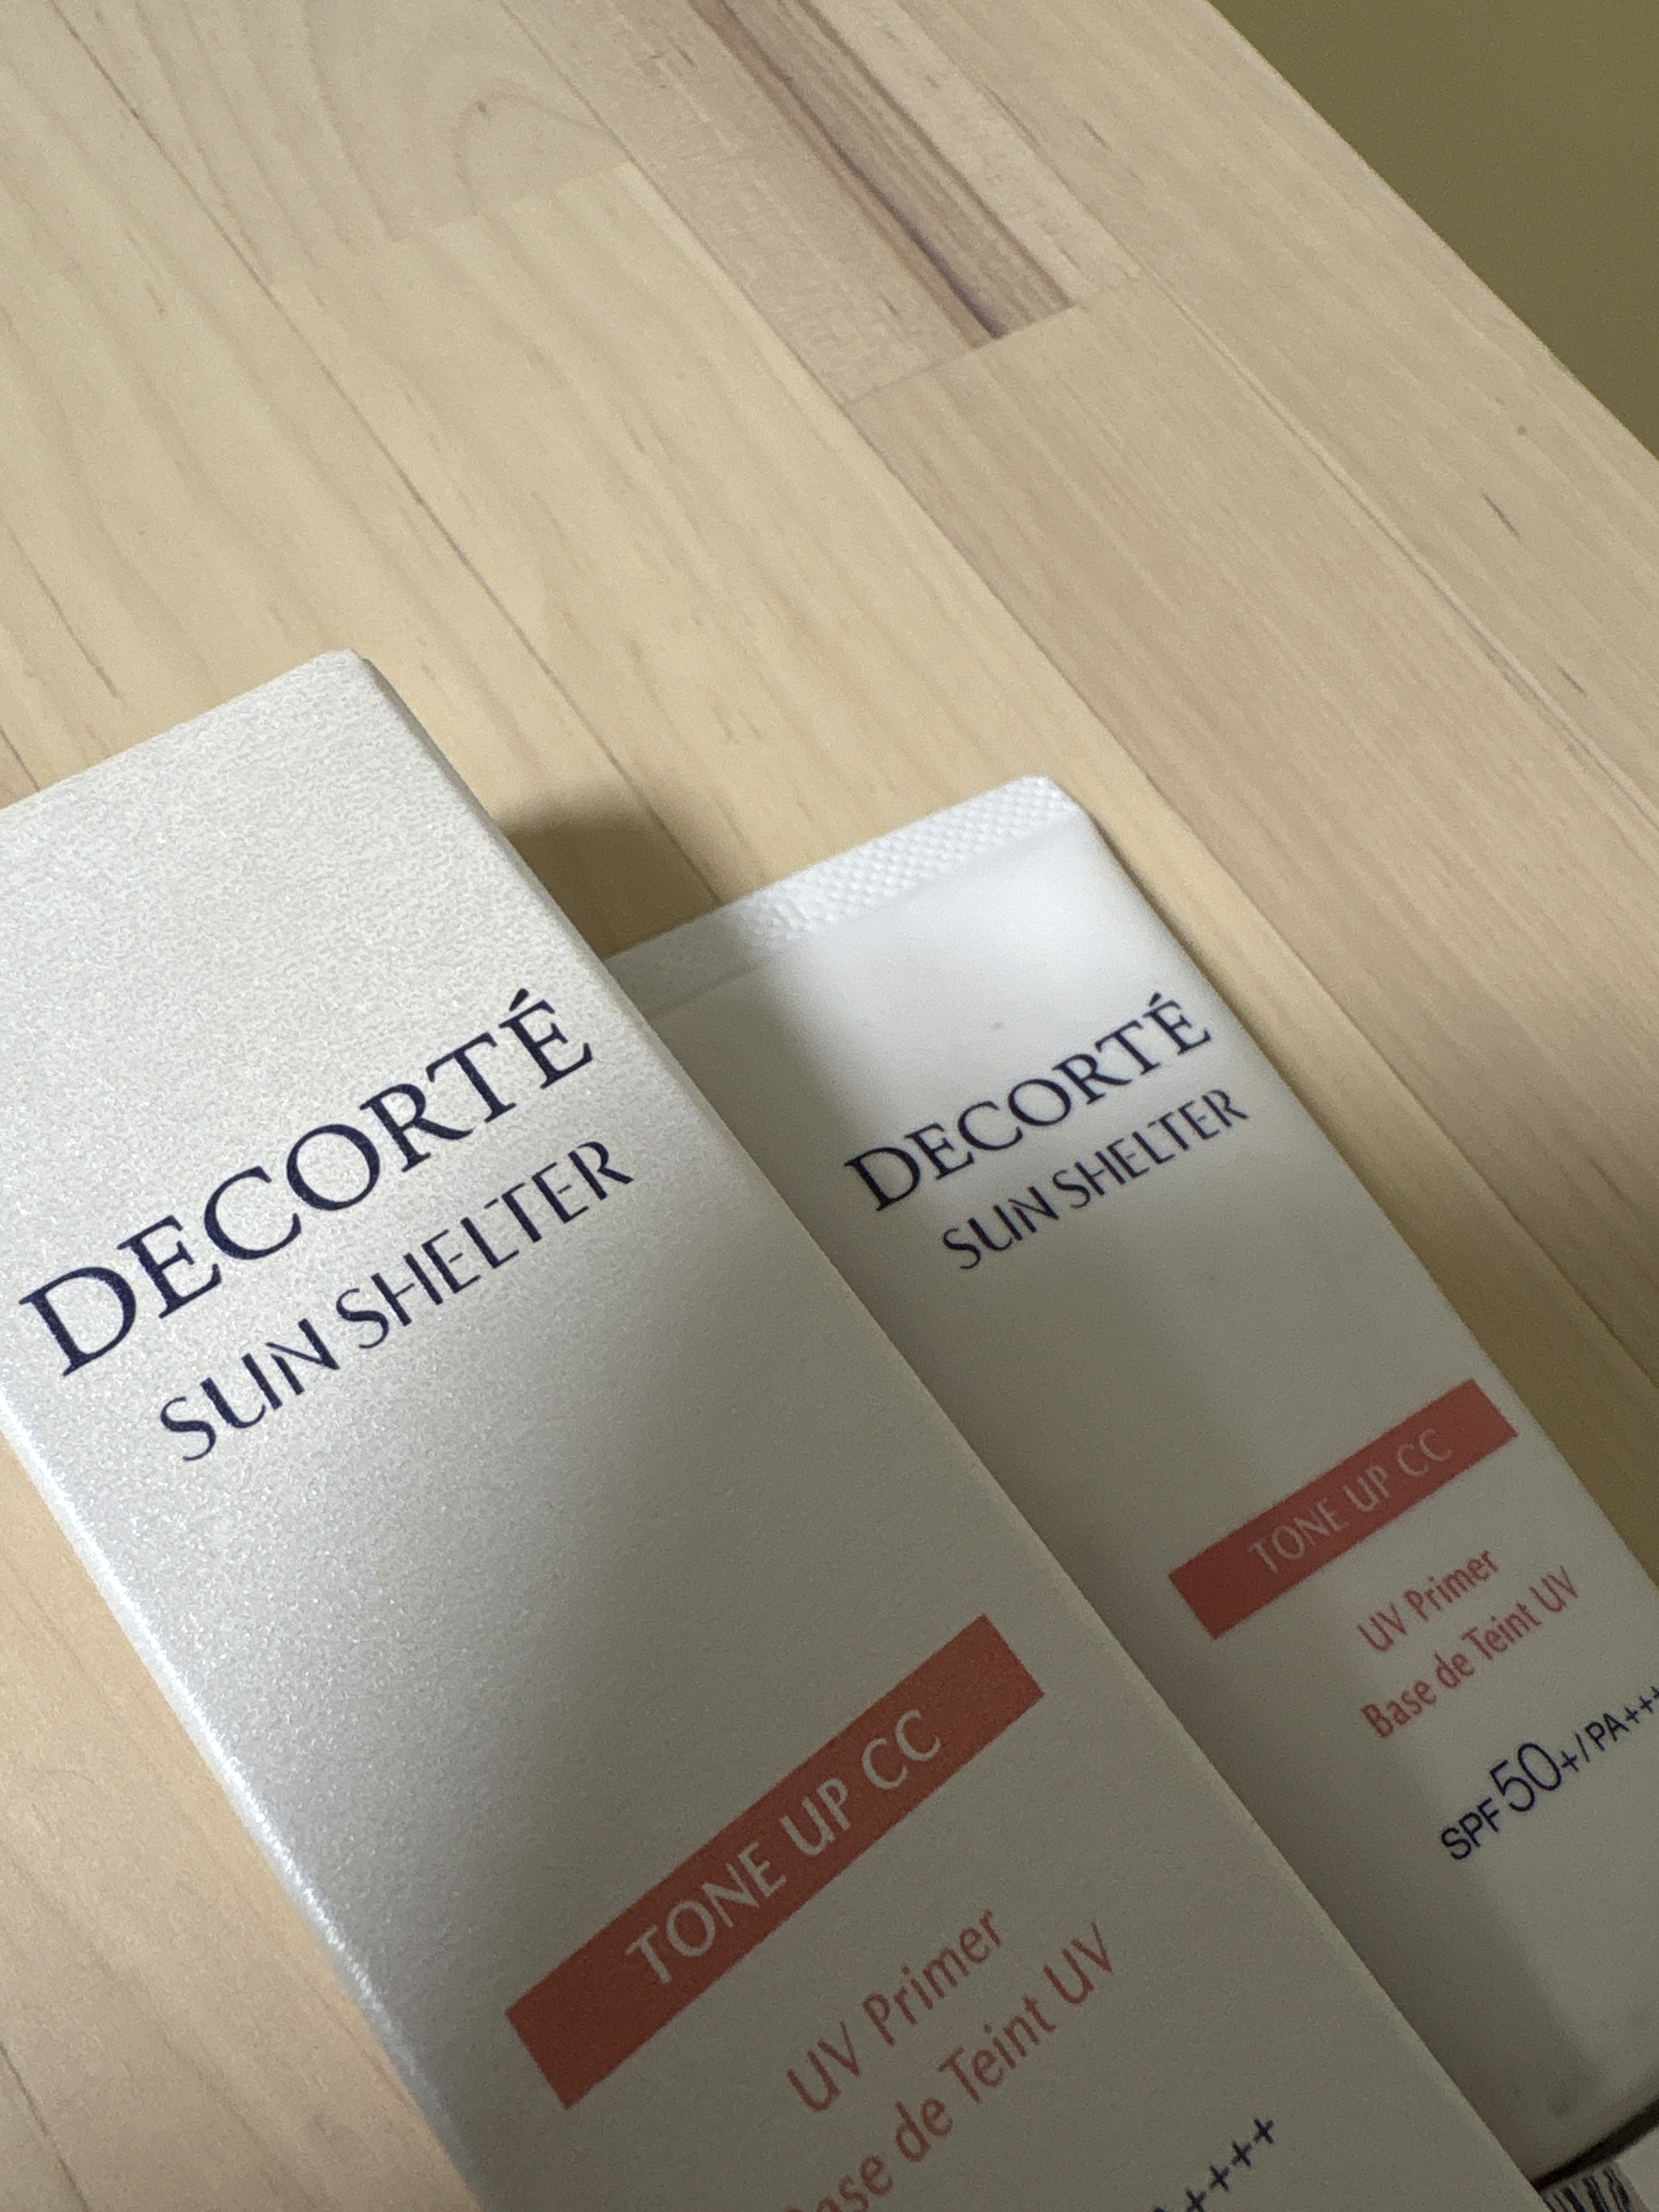 DECORTÉ
SUN SHELTER
TONE UP CC
UV Primer
Base de Teint UV
++++
DECORTÉ
SUN SHELTER
TONE UP CC
UV Primer
Base de Teint UV
SPF50+/PA+++